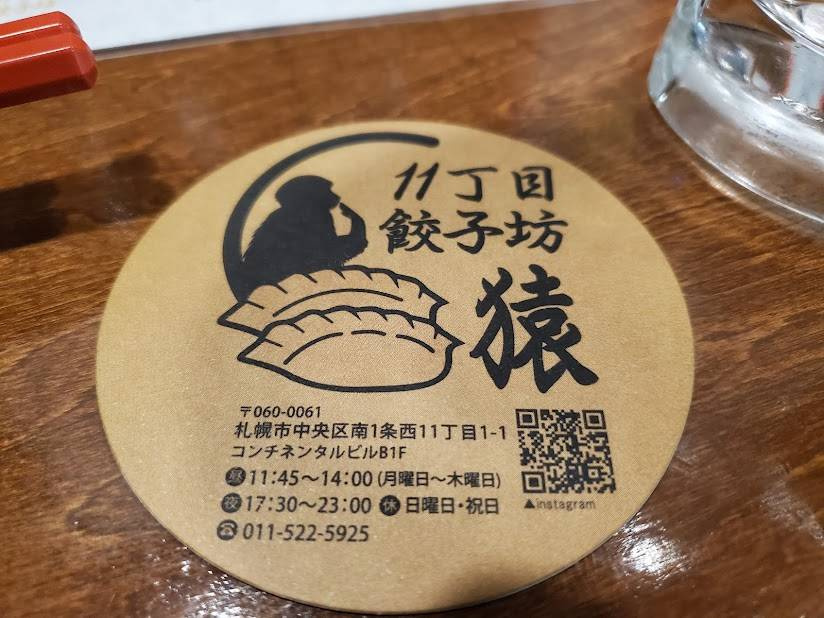 11丁目
餃子坊
猿
〒060-0061
札幌市中央区南1条西11丁目1-1
コンチネンタルビルB1F
昼11:45～14:00(月曜日～木曜日)
夜17:30～23:00 休日曜日・祝日
☎011-522-5925
▲instagram